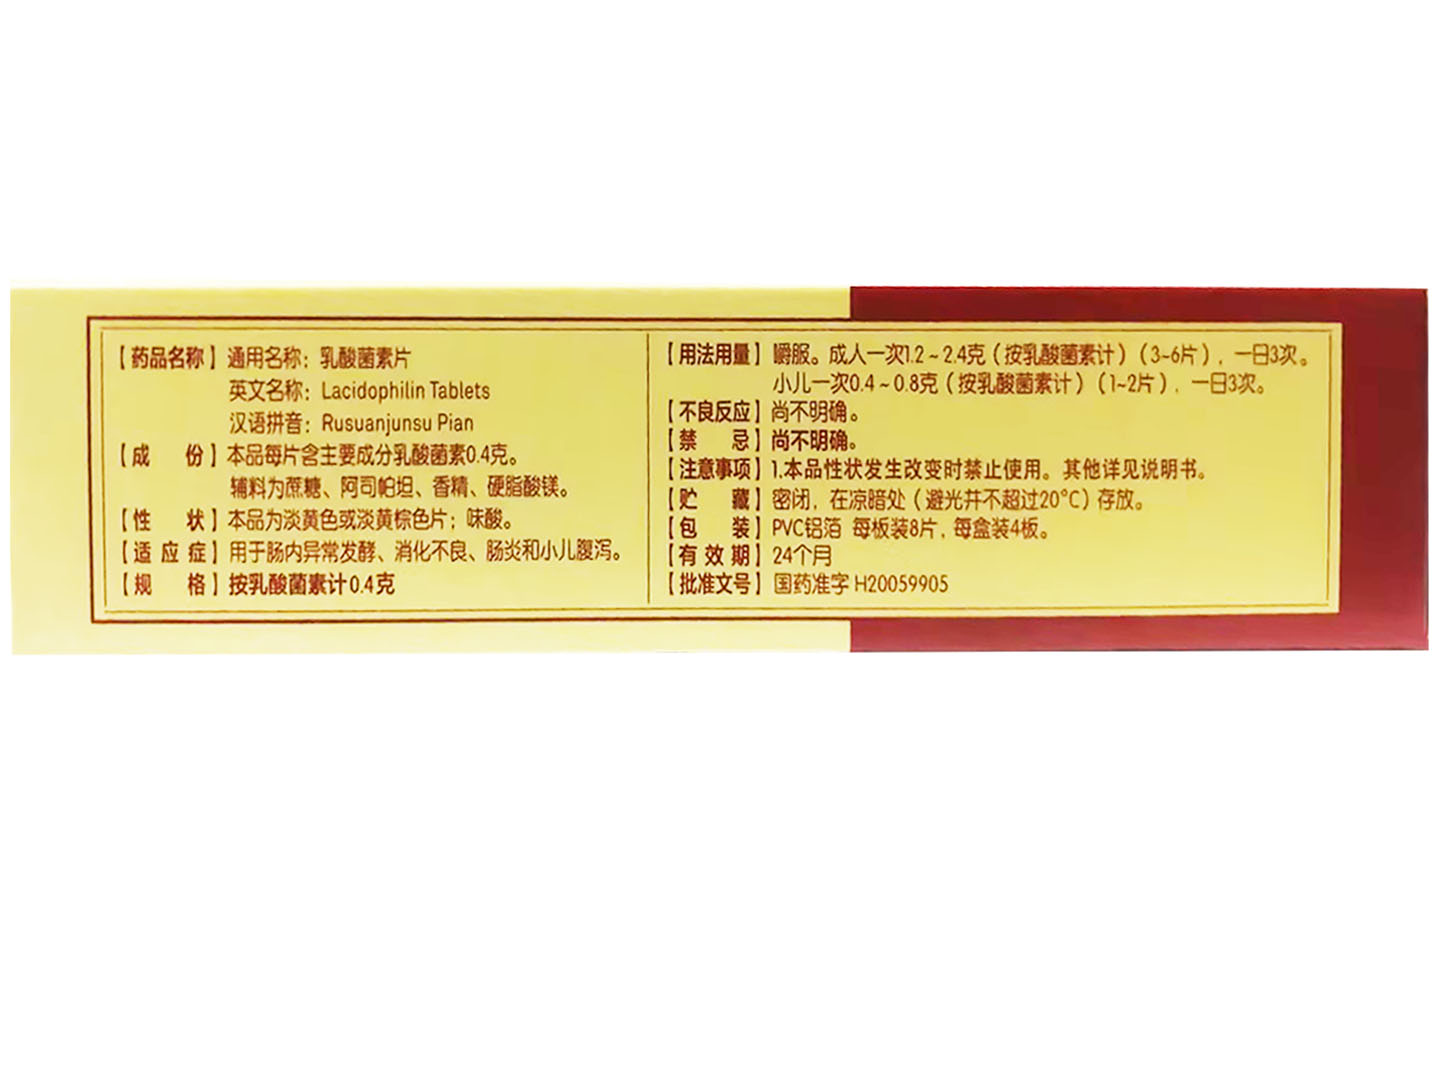 【药品名称】通用名称：乳酸菌素片
英文名称：Lacidophilin Tablets
汉语拼音：Rusuanjunsu Pian
【成份】本品每片含主要成分乳酸菌素0.4克。
辅料为蔗糖、阿司帕坦、香精、硬脂酸镁。
【性状】本品为淡黄色或淡黄棕色片；味酸。
【适应症】用于肠内异常发酵、消化不良、肠炎和小儿腹泻。
【规格】按乳酸菌素计0.4克
【用法用量】嚼服。成人一次1.2~2.4克（按乳酸菌素计）（3~6片），一日3次。
小儿一次0.4~0.8克（按乳酸菌素计）（1~2片），一日3次。
【不良反应】尚不明确。
【禁忌】尚不明确。
【注意事项】1.本品性状发生改变时禁止使用。其他详见说明书。
【贮藏】密闭，在凉暗处（避光并不超过20°C）存放。
【包装】PVC铝箔 每板装8片，每盒装4板。
【有效期】24个月
【批准文号】国药准字H20059905